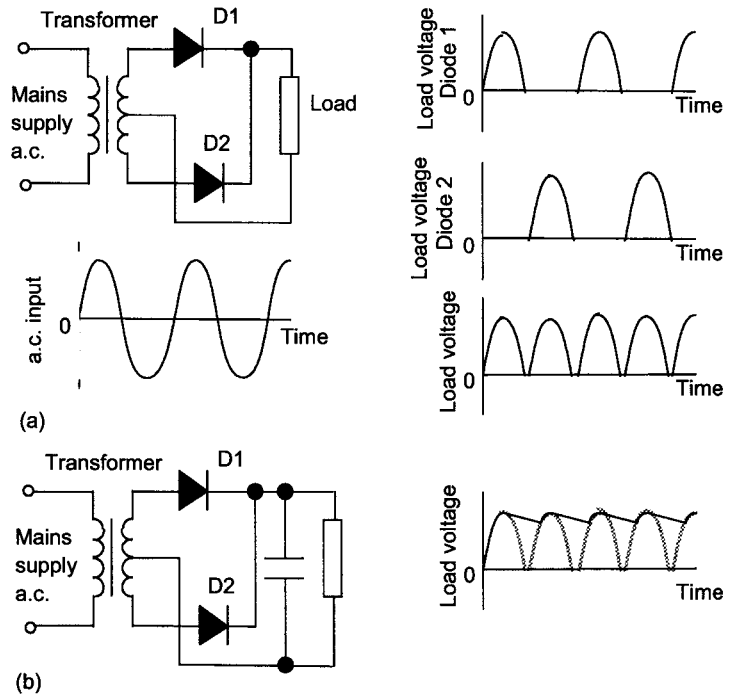 Transformer
D1
Mains
supply
a.c.
Load
D2
a.c. input
0
Time
(a)
Load voltage
Diode 1
0
Time
Load voltage
Diode 2
0
Time
Load voltage
0
Time
Transformer
D1
Mains
supply
a.c.
D2
(b)
Load voltage
0
Time